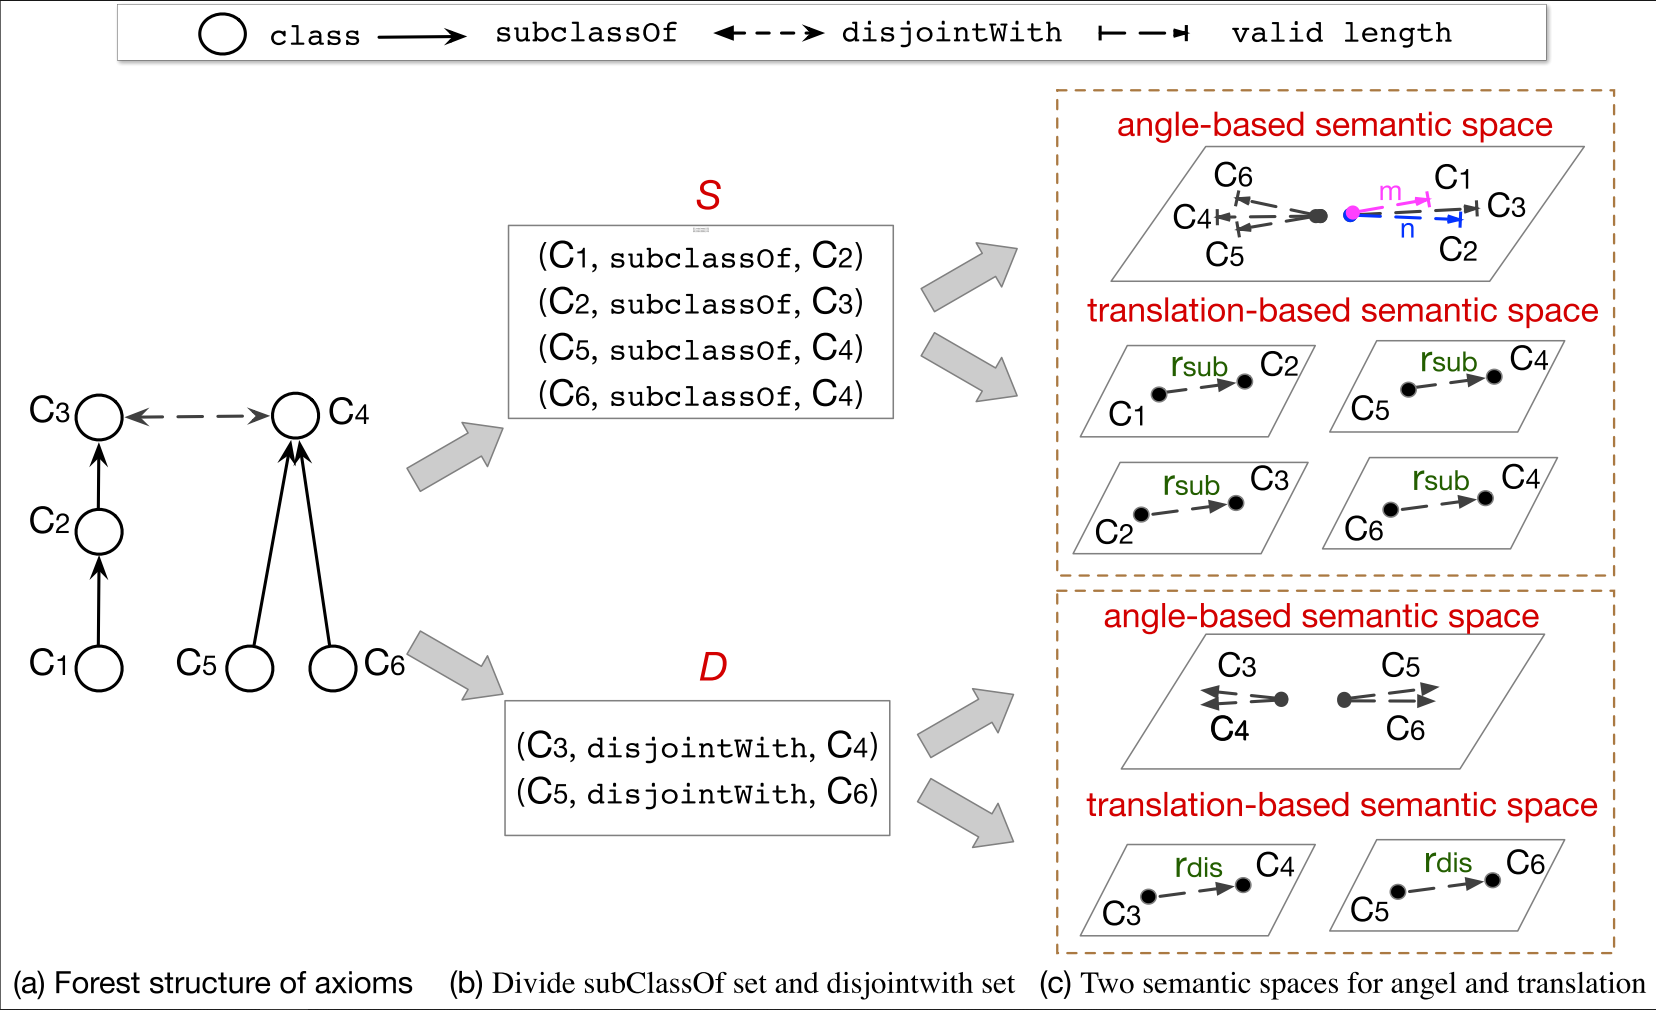 class subclassOf disjointWith valid length
C3 C4
C2
C1 C5 C6
(a) Forest structure of axioms
S
(C1, subclassOf, C2)
(C2, subclassOf, C3)
(C5, subclassOf, C4)
(C6, subclassOf, C4)
D
(C3, disjointWith, C4)
(C5, disjointWith, C6)
(b) Divide subClassOf set and disjointwith set
angle-based semantic space
C6 m C1
C4 C3
C5 n C2
translation-based semantic space
C1 rsub C2
C5 rsub C4
C2 rsub C3
C6 rsub C4
angle-based semantic space
C3 C5
C4 C6
translation-based semantic space
C3 rdis C4
C5 rdis C6
(c) Two semantic spaces for angel and translation